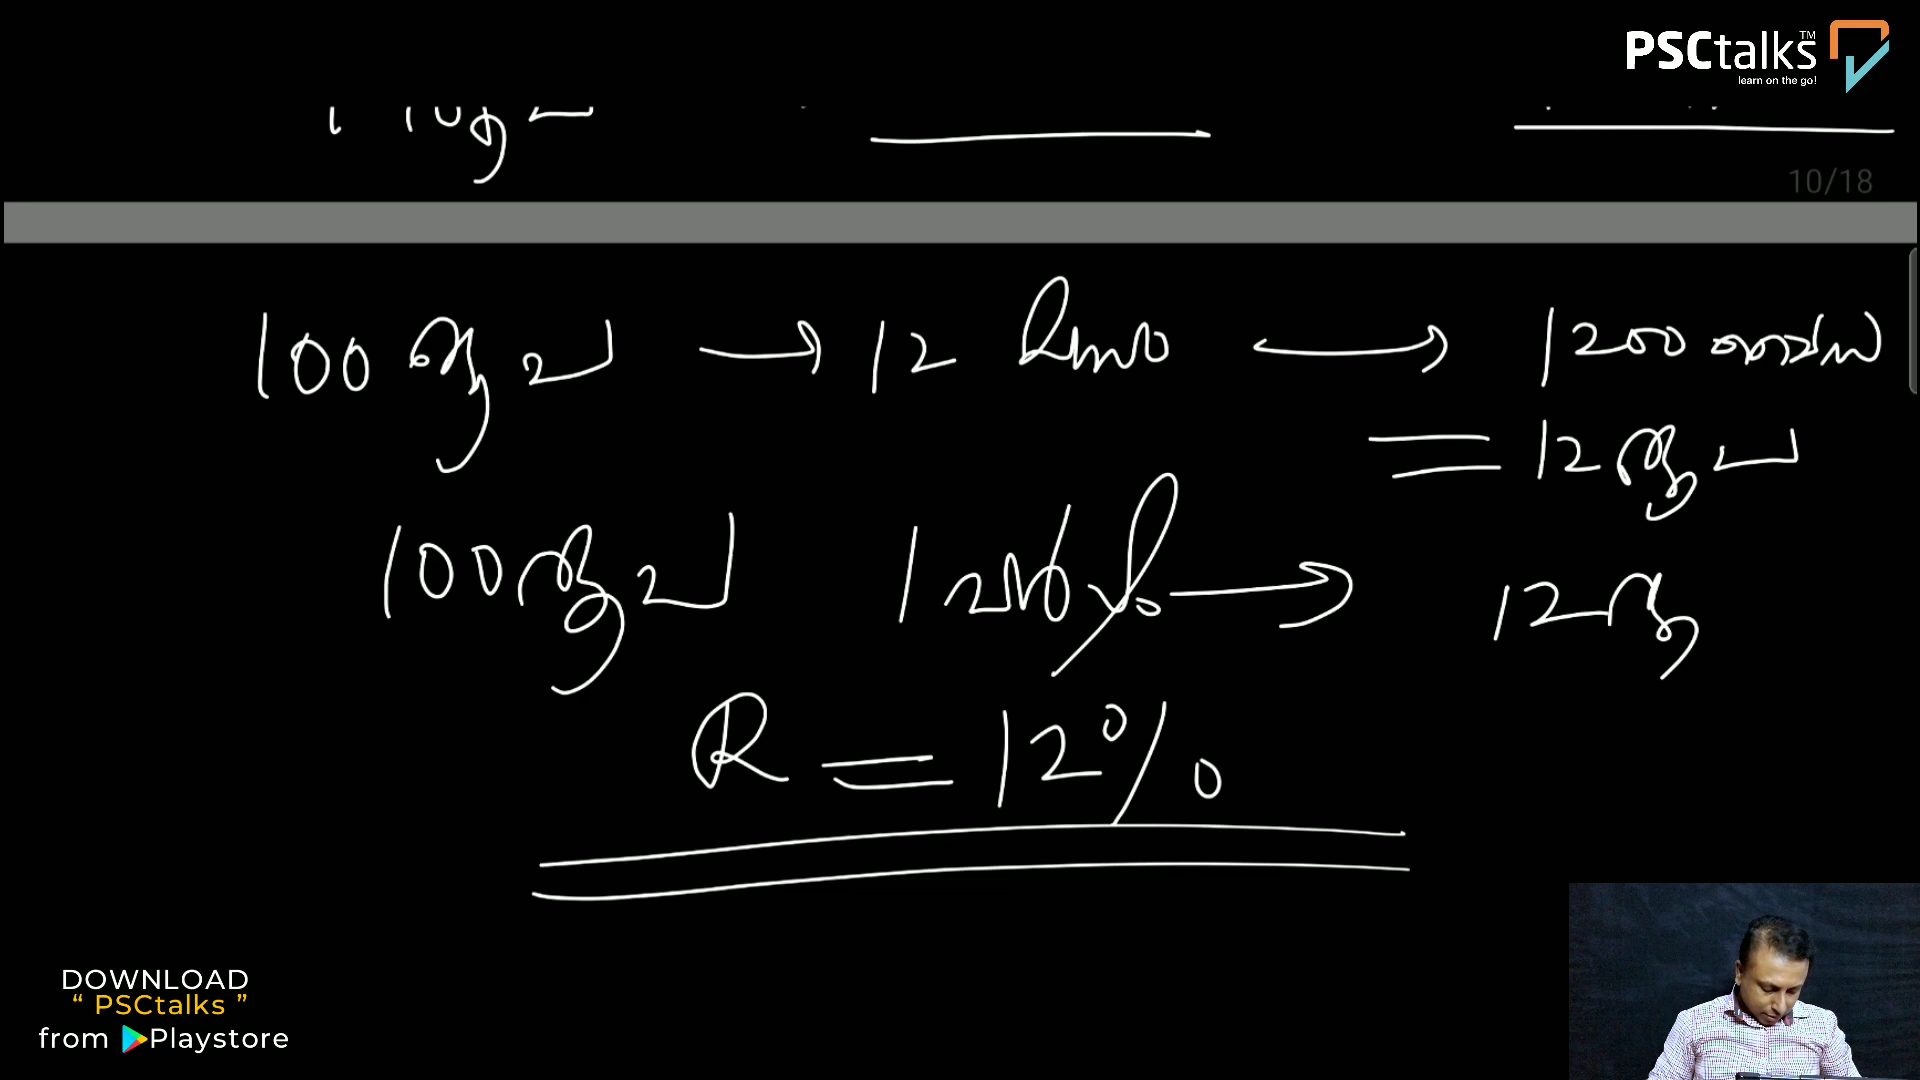 PSCtalks™
learn on the go!
10/18
100 രൂപ → 12 മാസം → 1200 പൈസ
= 12 രൂപ
100 രൂപ 1 വർഷം → 12 രൂ
R = 12%
DOWNLOAD
“ PSCtalks ”
from Playstore